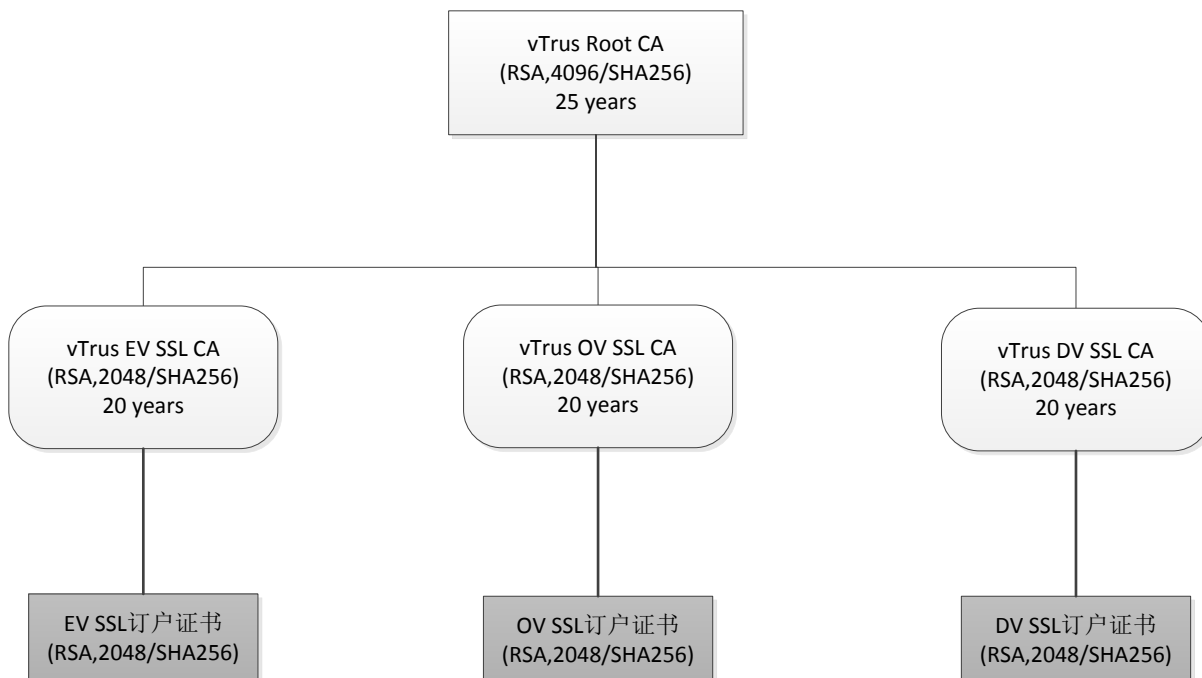 vTrus Root CA
(RSA,4096/SHA256)
25 years
vTrus EV SSL CA
(RSA,2048/SHA256)
20 years
vTrus OV SSL CA
(RSA,2048/SHA256)
20 years
vTrus DV SSL CA
(RSA,2048/SHA256)
20 years
EV SSL订户证书
(RSA,2048/SHA256)
OV SSL订户证书
(RSA,2048/SHA256)
DV SSL订户证书
(RSA,2048/SHA256)